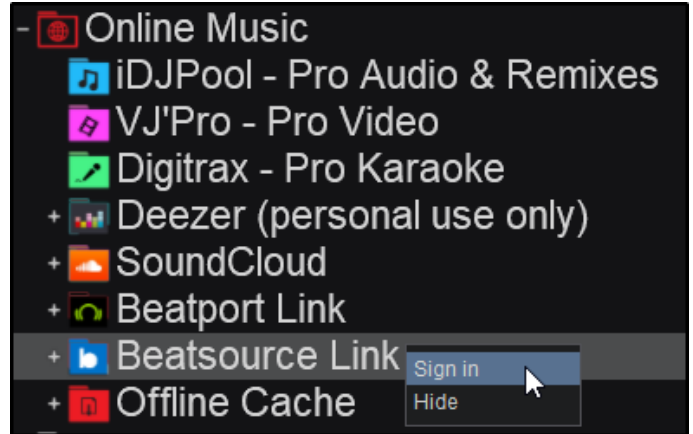 Online Music
iDJPool - Pro Audio & Remixes
VJ'Pro - Pro Video
Digitrax - Pro Karaoke
Deezer (personal use only)
SoundCloud
Beatport Link
Beatsource Link
Sign in
Hide
Offline Cache